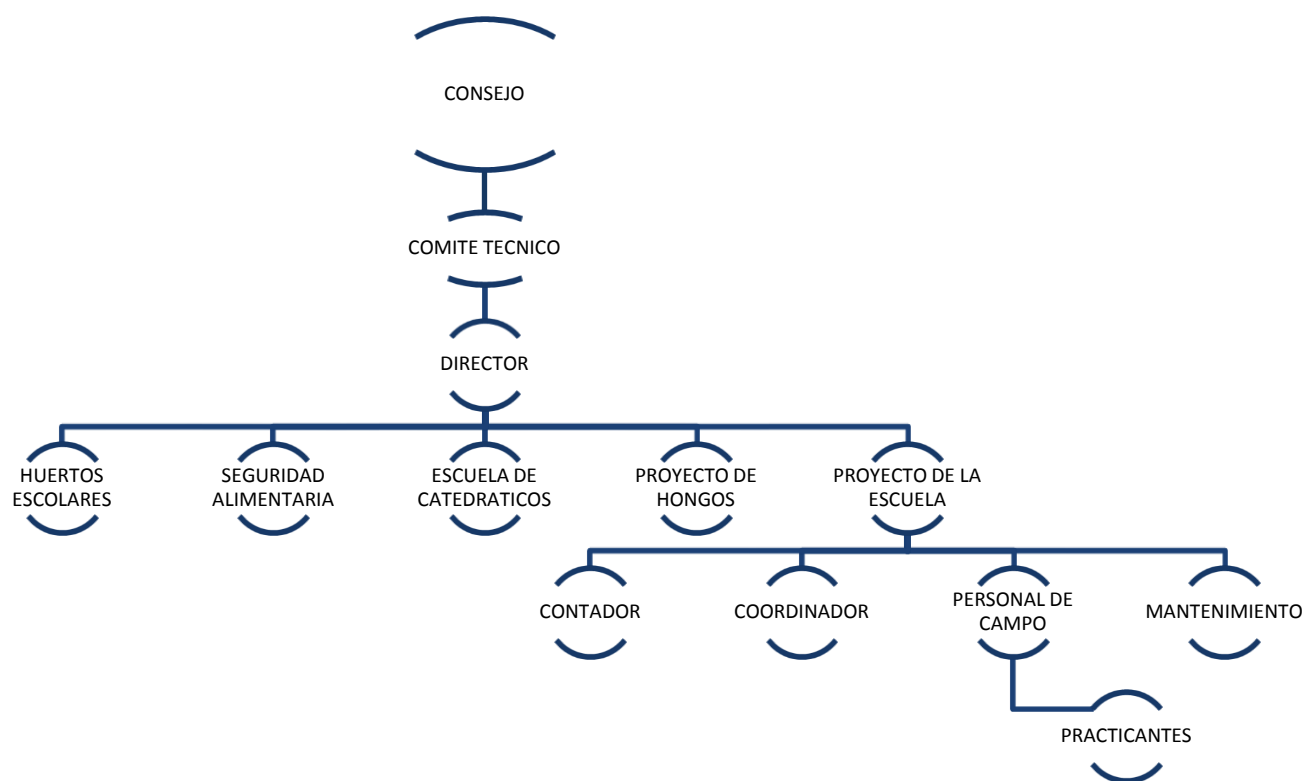 CONSEJO
COMITE TECNICO
DIRECTOR
HUERTOS
ESCOLARES
SEGURIDAD
ALIMENTARIA
ESCUELA DE
CATEDRATICOS
PROYECTO DE
HONGOS
PROYECTO DE LA
ESCUELA
CONTADOR
COORDINADOR
PERSONAL DE
CAMPO
MANTENIMIENTO
PRACTICANTES